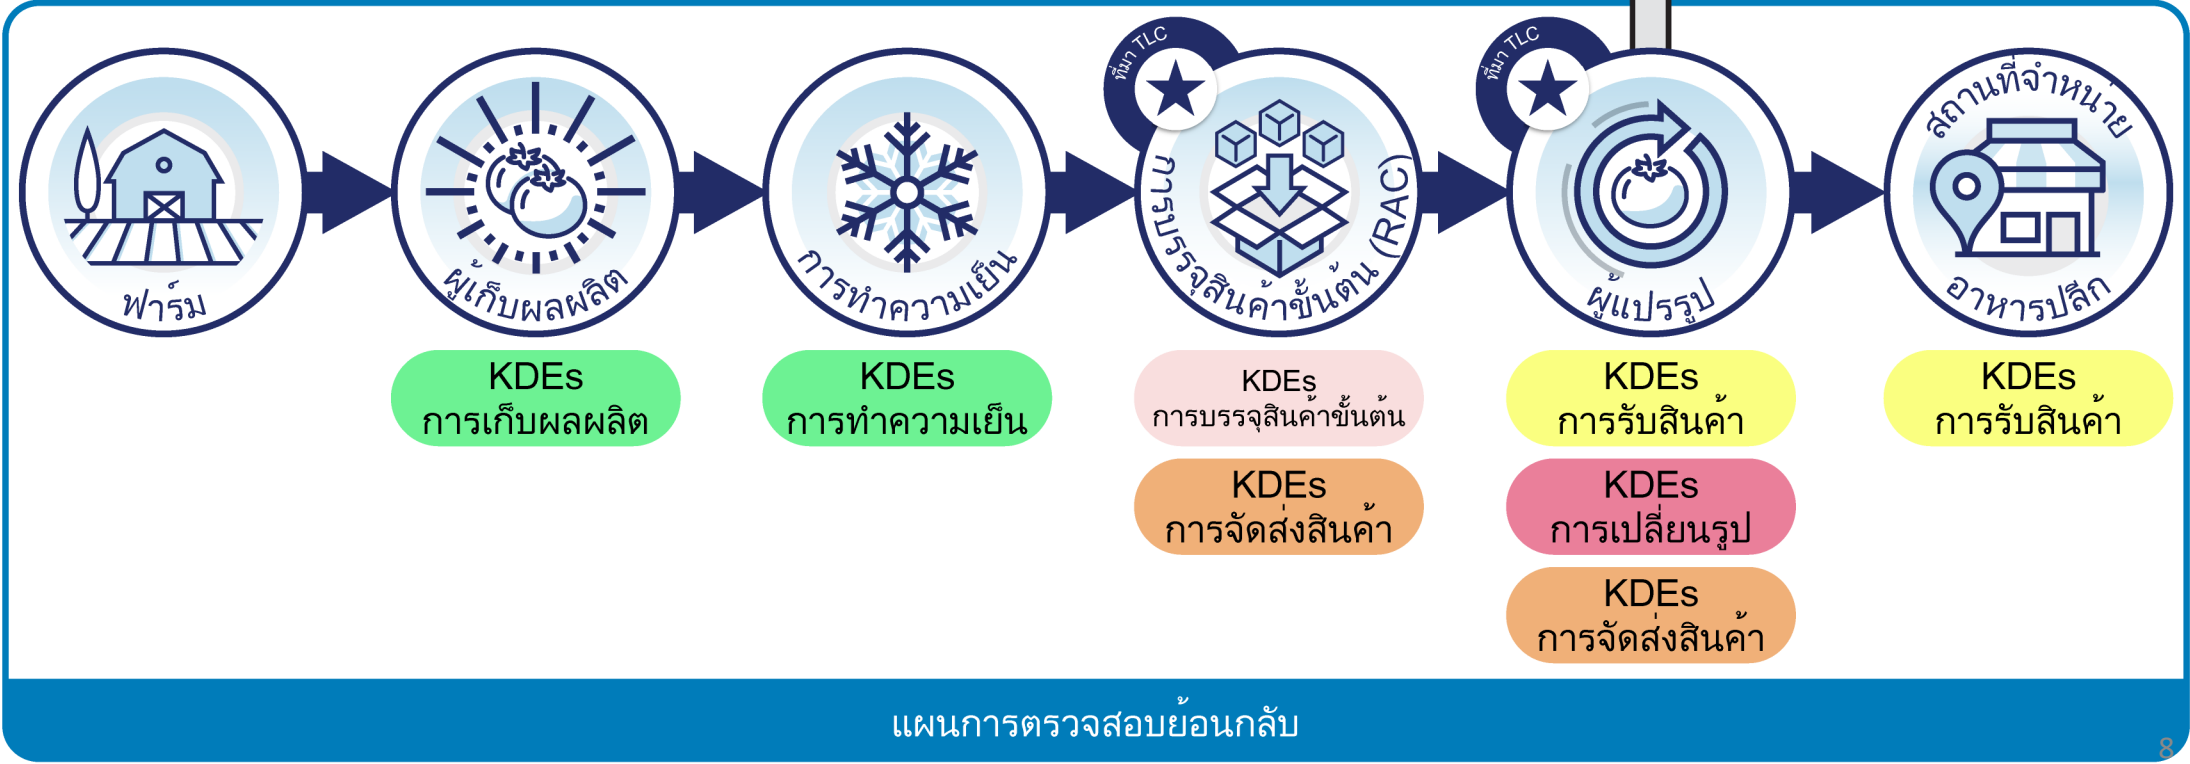 ที่มา TLC
ที่มา TLC
ฟาร์ม
ผู้เก็บผลผลิต
การทำความเย็น
การบรรจุสินค้าขั้นต้น (RAC)
ผู้แปรรูป
สถานที่จำหน่าย
อาหารปลีก
KDEs
การเก็บผลผลิต
KDEs
การทำความเย็น
KDEs
การบรรจุสินค้าขั้นต้น
KDEs
การจัดส่งสินค้า
KDEs
การรับสินค้า
KDEs
การเปลี่ยนรูป
KDEs
การจัดส่งสินค้า
KDEs
การรับสินค้า
แผนการตรวจสอบย้อนกลับ
8